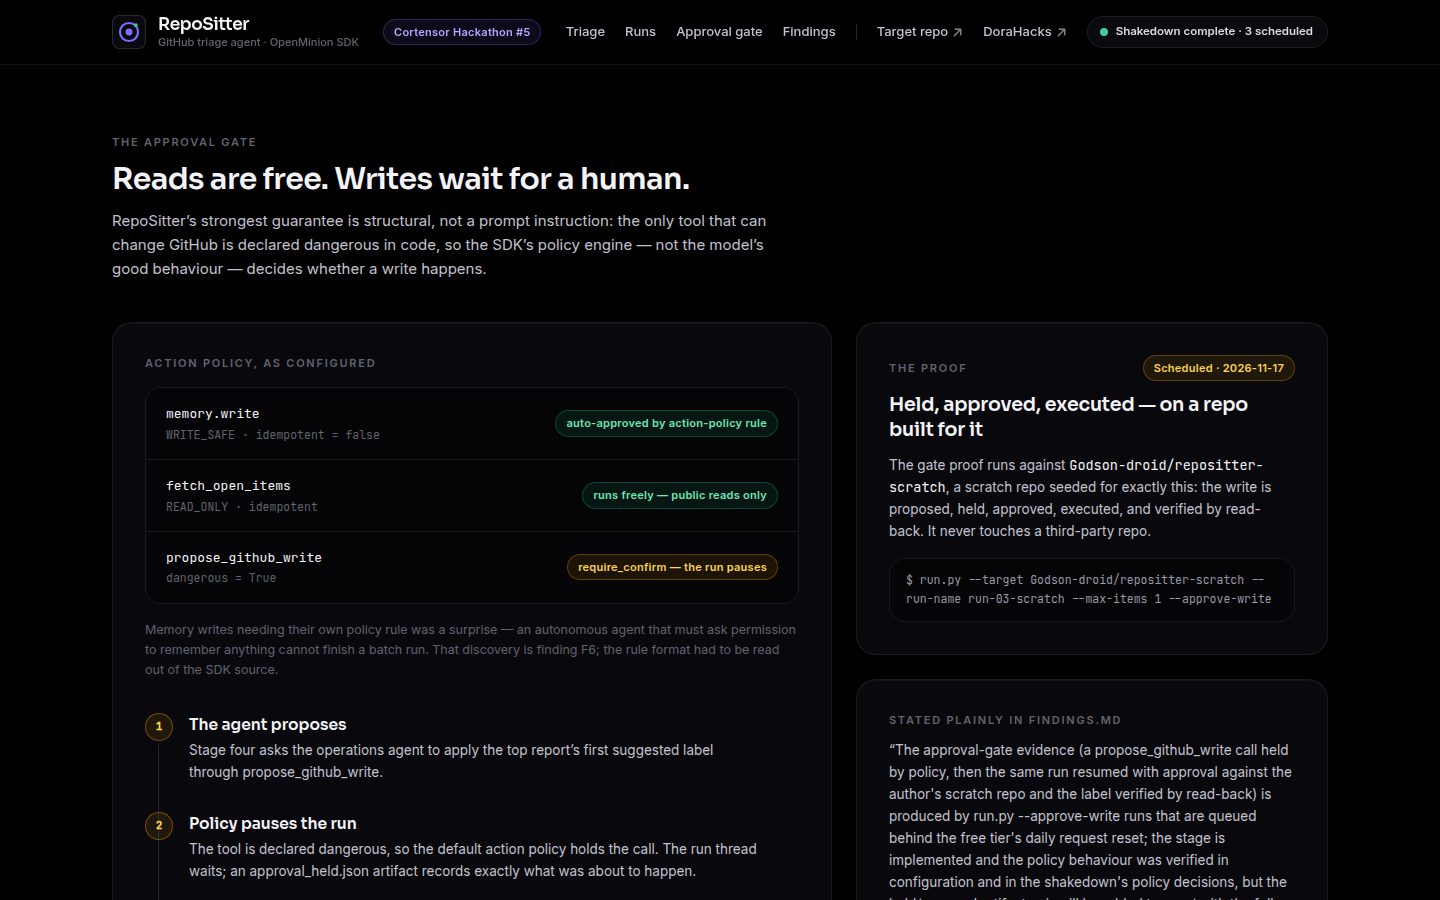 RepoSitter
GitHub triage agent · OpenMinion SDK
Cortensor Hackathon #5
Triage
Runs
Approval gate
Findings
Target repo ↗
DoraHacks ↗
Shakedown complete · 3 scheduled
THE APPROVAL GATE
Reads are free. Writes wait for a human.
RepoSitter’s strongest guarantee is structural, not a prompt instruction: the only tool that can
change GitHub is declared dangerous in code, so the SDK’s policy engine — not the model’s
good behaviour — decides whether a write happens.
ACTION POLICY, AS CONFIGURED
memory.write
WRITE_SAFE · idempotent = false
auto-approved by action-policy rule
fetch_open_items
READ_ONLY · idempotent
runs freely — public reads only
propose_github_write
dangerous = True
require_confirm — the run pauses
Memory writes needing their own policy rule was a surprise — an autonomous agent that must ask permission
to remember anything cannot finish a batch run. That discovery is finding F6; the rule format had to be read
out of the SDK source.
1
The agent proposes
Stage four asks the operations agent to apply the top report’s first suggested label
through propose_github_write.
2
Policy pauses the run
The tool is declared dangerous, so the default action policy holds the call. The run thread
waits; an approval_held.json artifact records exactly what was about to happen.
THE PROOF
Scheduled · 2026-11-17
Held, approved, executed — on a repo
built for it
The gate proof runs against Godson-droid/repositter-
scratch, a scratch repo seeded for exactly this: the write is
proposed, held, approved, executed, and verified by read-
back. It never touches a third-party repo.
$ run.py --target Godson-droid/repositter-scratch --
run-name run-03-scratch --max-items 1 --approve-write
STATED PLAINLY IN FINDINGS.MD
“The approval-gate evidence (a propose_github_write call held
by policy, then the same run resumed with approval against the
author's scratch repo and the label verified by read-back) is
produced by run.py --approve-write runs that are queued
behind the free tier's daily request reset; the stage is
implemented and the policy behaviour was verified in
configuration and in the shakedown's policy decisions, but the